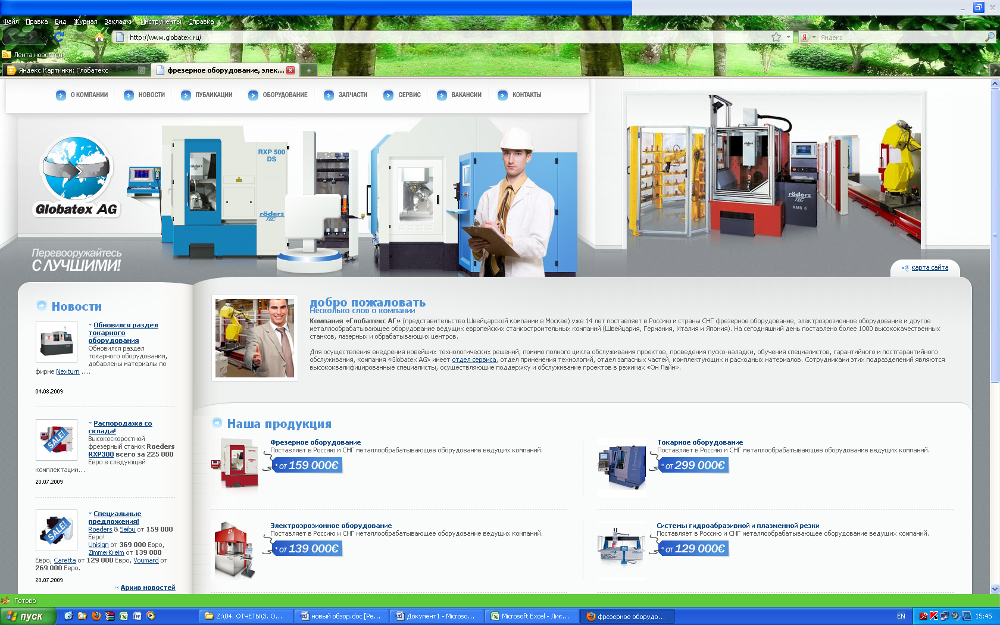 Файл Правка Вид Журнал Закладки Инструменты Справка
http://www.globatex.ru/
Яндекс
Лента новостей
Яндекс.Картинки: Глобатекс
фрезерное оборудование, элек...
О КОМПАНИИ НОВОСТИ ПУБЛИКАЦИИ ОБОРУДОВАНИЕ ЗАПЧАСТИ СЕРВИС ВАКАНСИИ КОНТАКТЫ
RXP 500
DS
röders
TEC
röders
TEC
röders
röders
TEC
RMS 6
Globatex AG
Перевооружайтесь
С ЛУЧШИМИ!
карта сайта
Новости
Обновился раздел
токарного
оборудования
Обновился раздел
токарного оборудования,
добавлены материалы по
фирме Nexturn ....
04.08.2009
SALE!
Распородажа со
склада!
Высокоскоростной
фрезерный станок Roeders
RXP300 всего за 225 000
Евро в следующей
комплектации...
20.07.2009
SALE!
Специальные
предложения!
Roeders & Seibu от 159 000
Евро!
Unisign от 369 000 Евро,
ZimmerKreim от 139 000
Евро, Caretta от 129 000 Евро, Voumard от
269 000 Евро.
20.07.2009
Архив новостей
добро пожаловать
Несколько слов о компании
Компания «Глобатекс АГ» (представительство Швейцарской компании в Москве) уже 14 лет поставляет в Россию и страны СНГ фрезерное оборудование, электроэрозионное оборудование и другое
металлообрабатывающее оборудование ведущих европейских станкостроительных компаний (Швейцария, Германия, Италия и Япония). На сегодняшний день поставлено более 1000 высококачественных
станков, лазерных и обрабатывающих центров.
Для осуществления внедрения новейших технологических решений, помимо полного цикла обслуживания проектов, проведения пуско-наладки, обучения специалистов, гарантийного и постгарантийного
обслуживания, компания «Globatex AG» имеет отдел сервиса, отдел применения технологий, отдел запасных частей, комплектующих и расходных материалов. Сотрудниками этих подразделений являются
высококвалифицированные специалисты, осуществляющие поддержку и обслуживание проектов в режимах «Он Лайн».
Наша продукция
Фрезерное оборудование
Поставляет в Россию и СНГ металлообрабатывающее оборудование ведущих компаний.
от 159 000€
Токарное оборудование
Поставляет в Россию и СНГ металлообрабатывающее оборудование ведущих компаний.
от 299 000€
Электроэрозионное оборудование
Поставляет в Россию и СНГ металлообрабатывающее оборудование ведущих компаний.
от 139 000€
Системы гидроабразивной и плазменной резки
Поставляет в Россию и СНГ металлообрабатывающее оборудование ведущих компаний.
от 129 000€
Готово
пуск
Z:\04. ОТЧЕТЫ\3. О...
новый обзор.doc [Ре...
Документ1 - Microso...
Microsoft Excel - Лик...
фрезерное оборудо...
EN
15:45